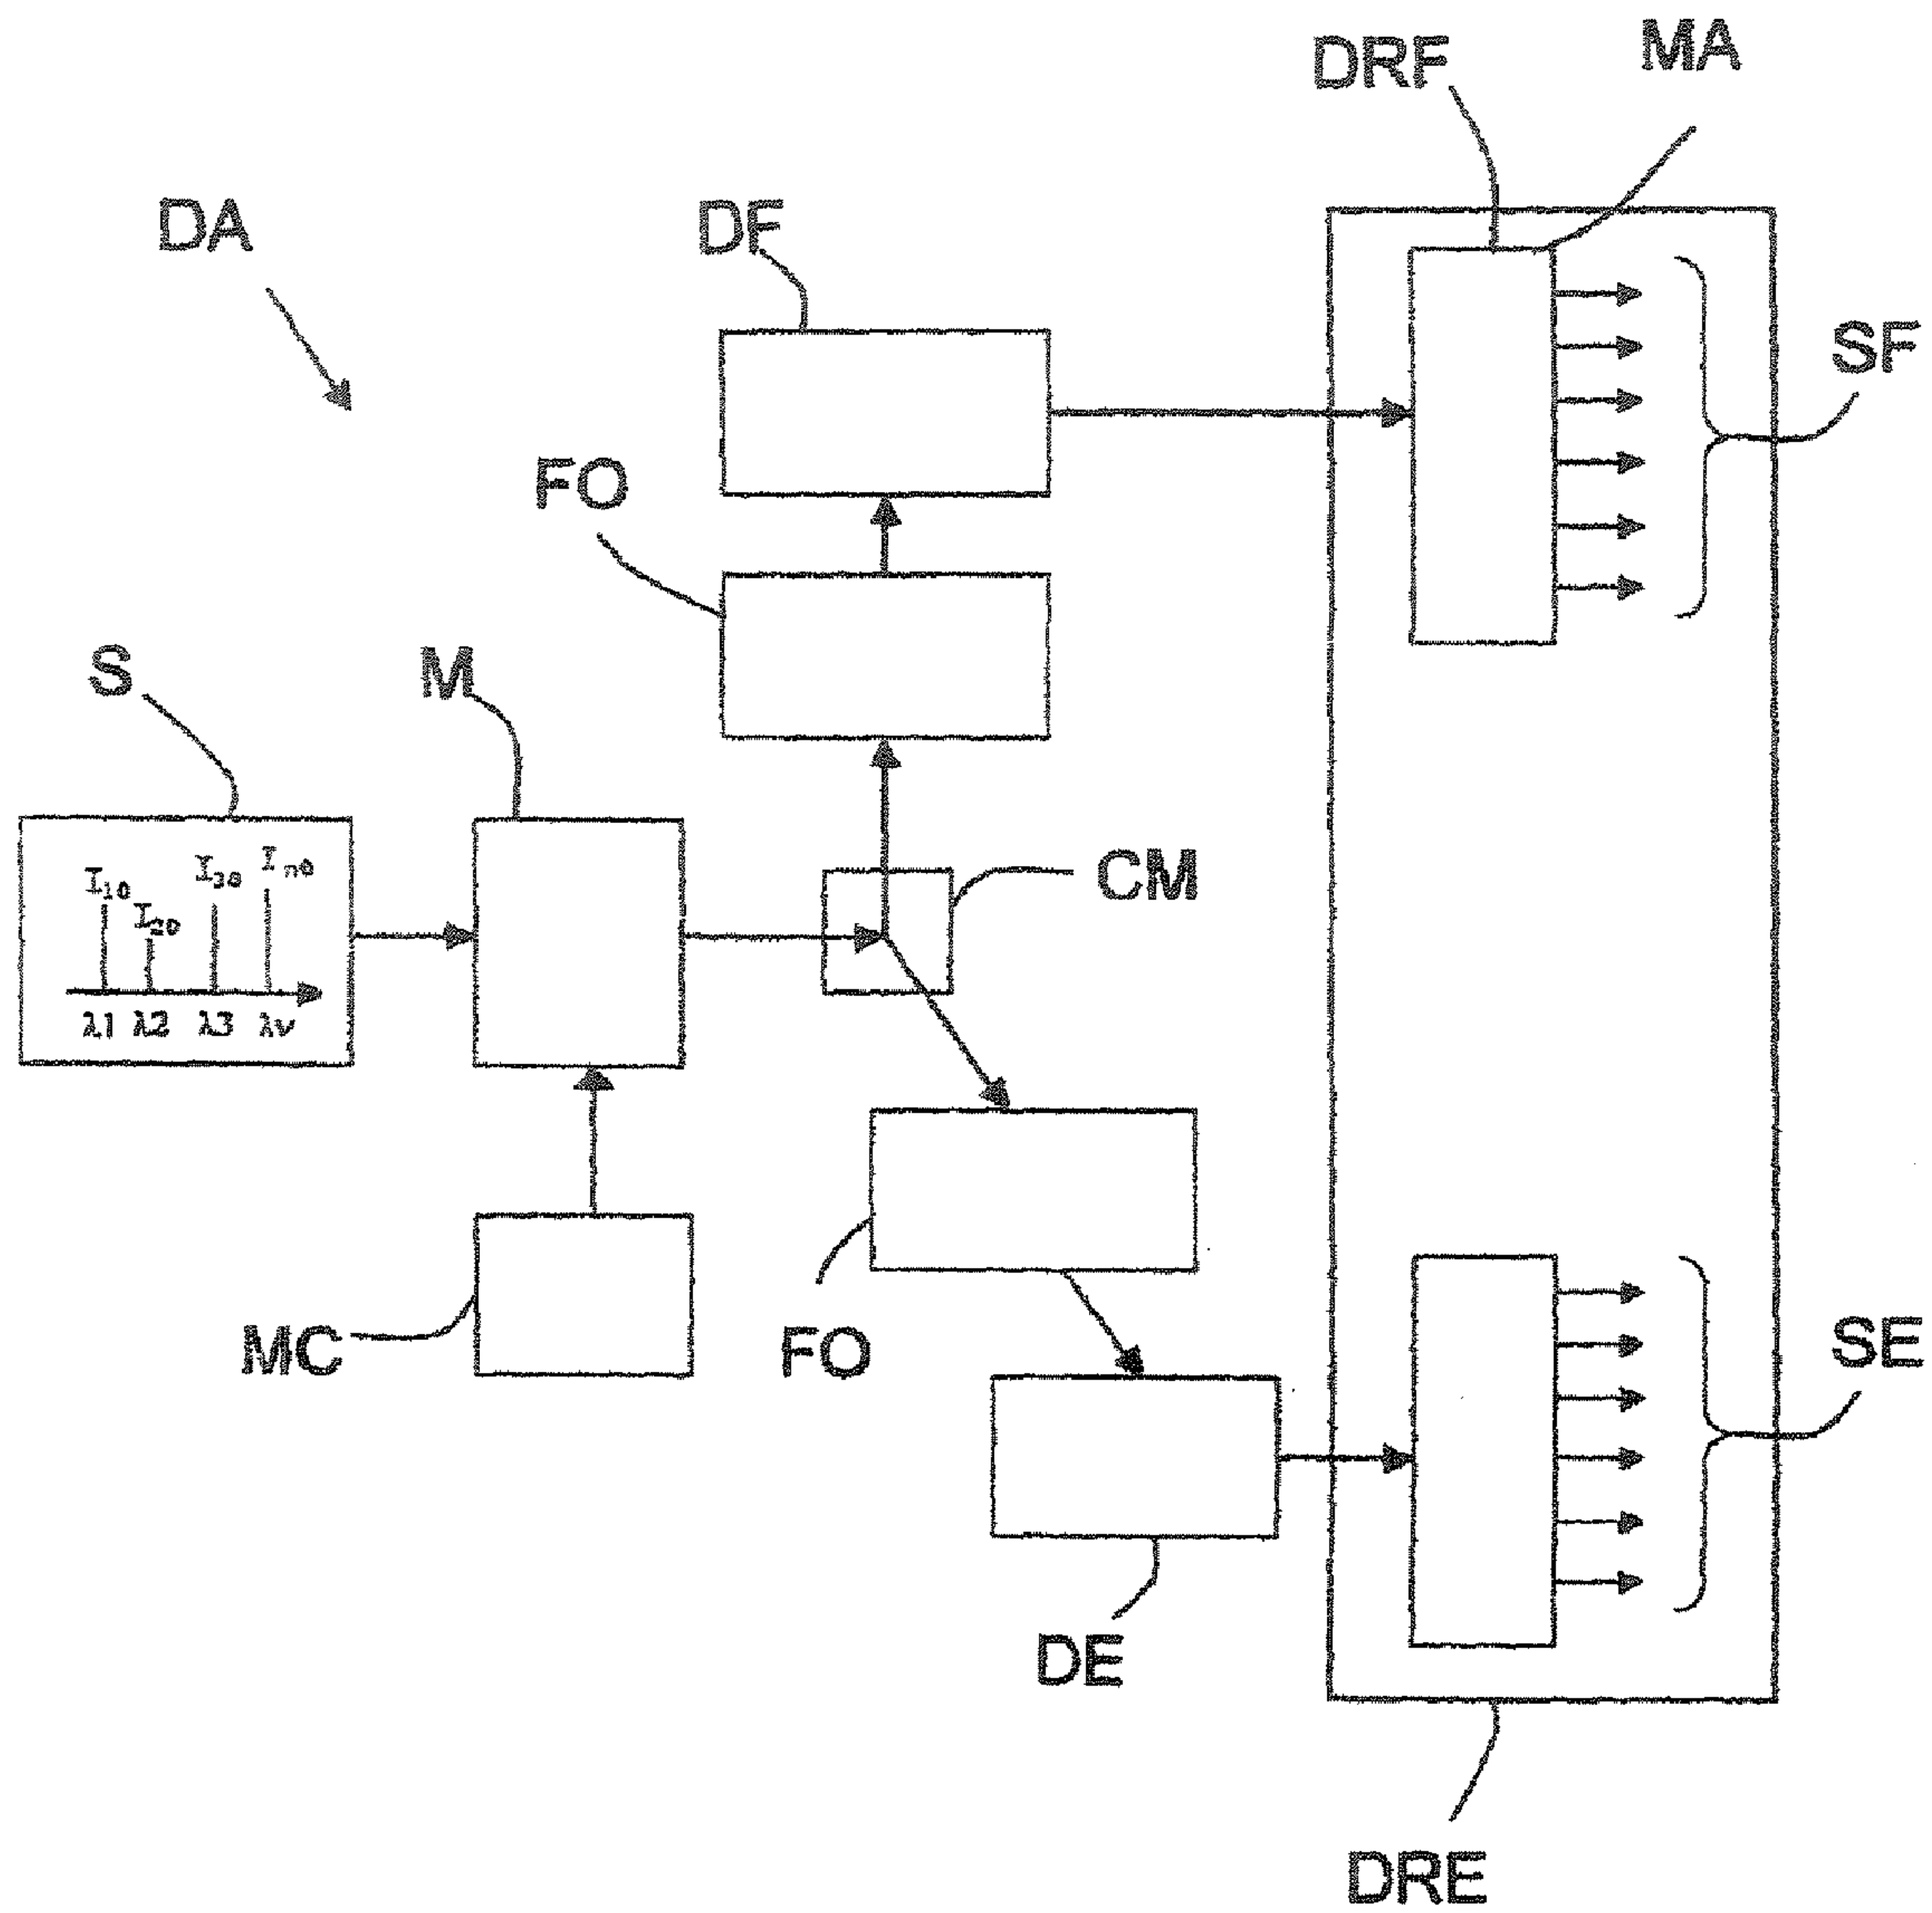 DRF
MA
DA
DF
SF
FO
S
M
I10
I20
I30
In0
λ1 λ2 λ3 λν
CM
MC
FO
SE
DE
DRE